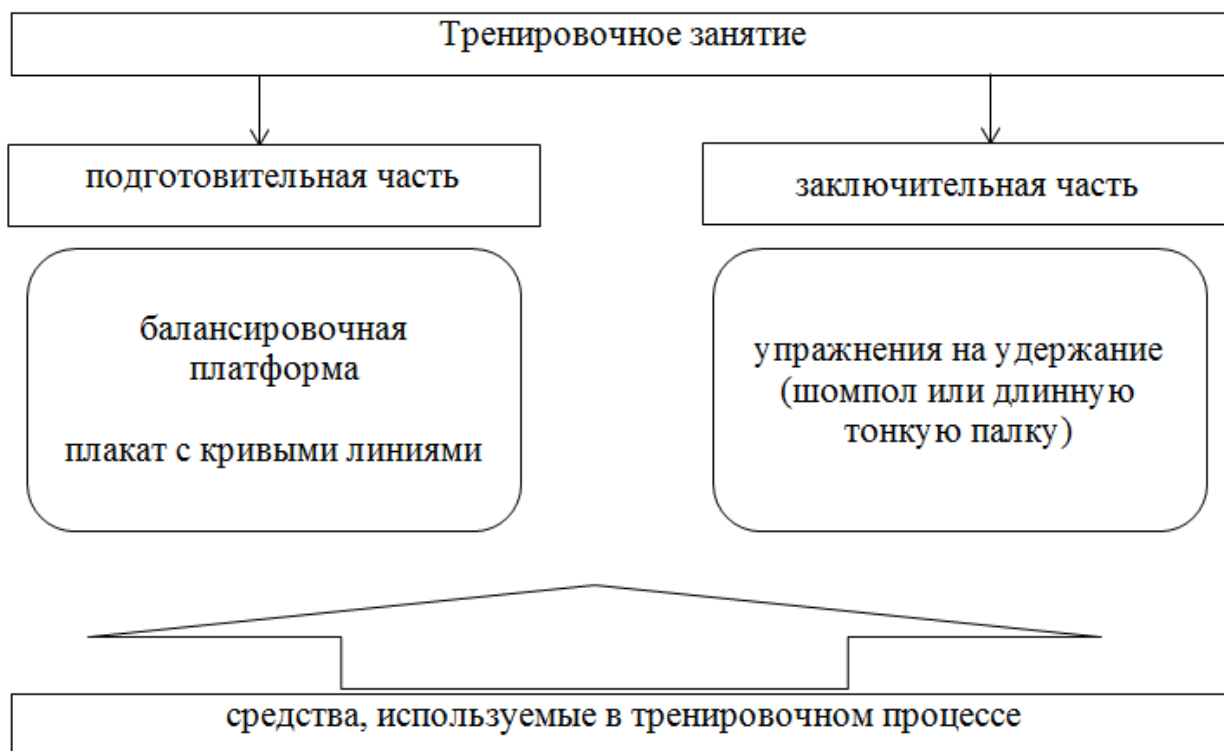 Тренировочное занятие
подготовительная часть
заключительная часть
балансировочная
платформа
плакат с кривыми линиями
упражнения на удержание
(шомпол или длинную
тонкую палку)
средства, используемые в тренировочном процессе